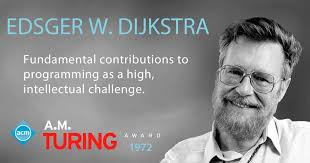 EDSGER W. DIJKSTRA
Fundamental contributions to
programming as a high,
intellectual challenge.
acm
A.M.
TURING
AWARD
1972